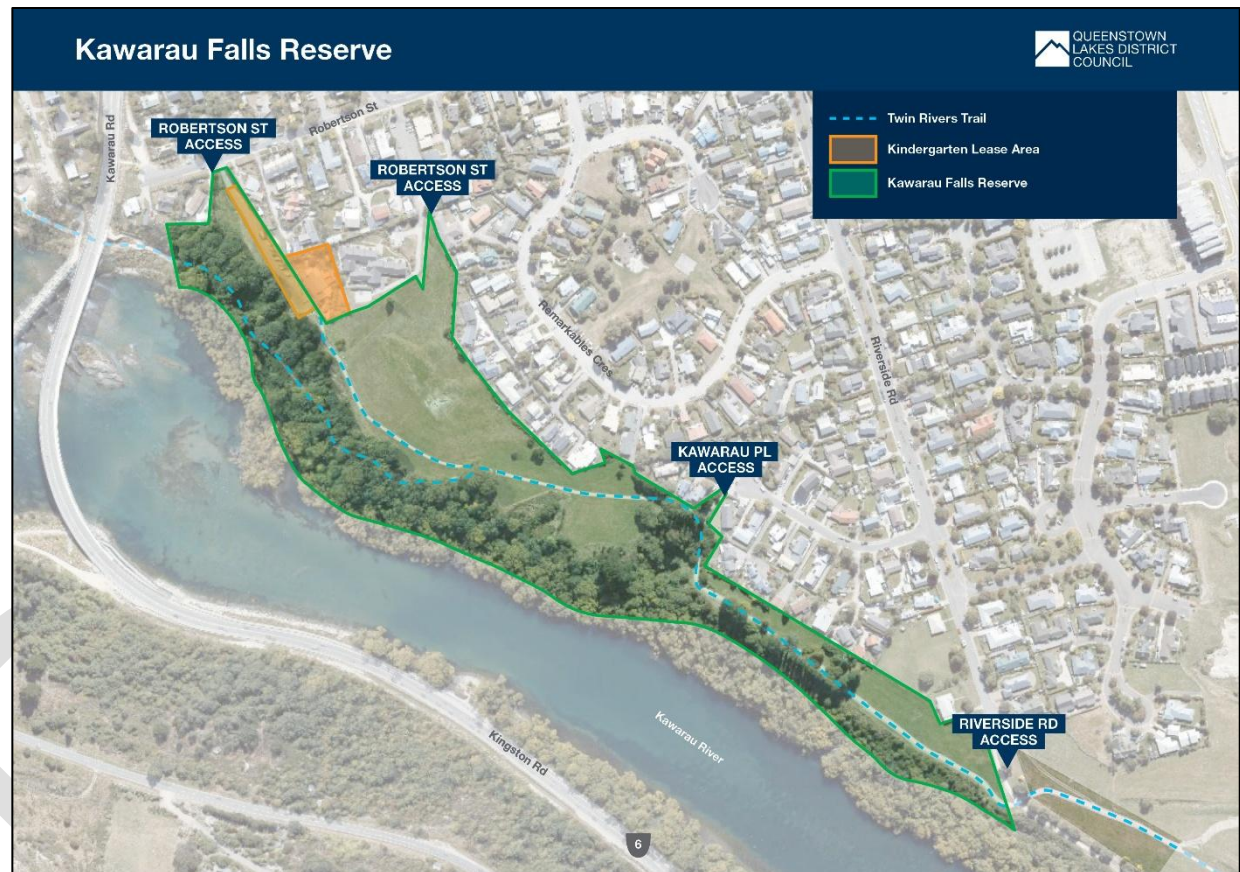 Kawarau Falls Reserve
QUEENSTOWN
LAKES DISTRICT
COUNCIL
Twin Rivers Trail
Kindergarten Lease Area
Kawarau Falls Reserve
Kawarau Rd
Robertson St
ROBERTSON ST
ACCESS
ROBERTSON ST
ACCESS
Remarkables Cres
Riverside Rd
KAWARAU PL
ACCESS
RIVERSIDE RD
ACCESS
Kawarau River
Kingston Rd
6